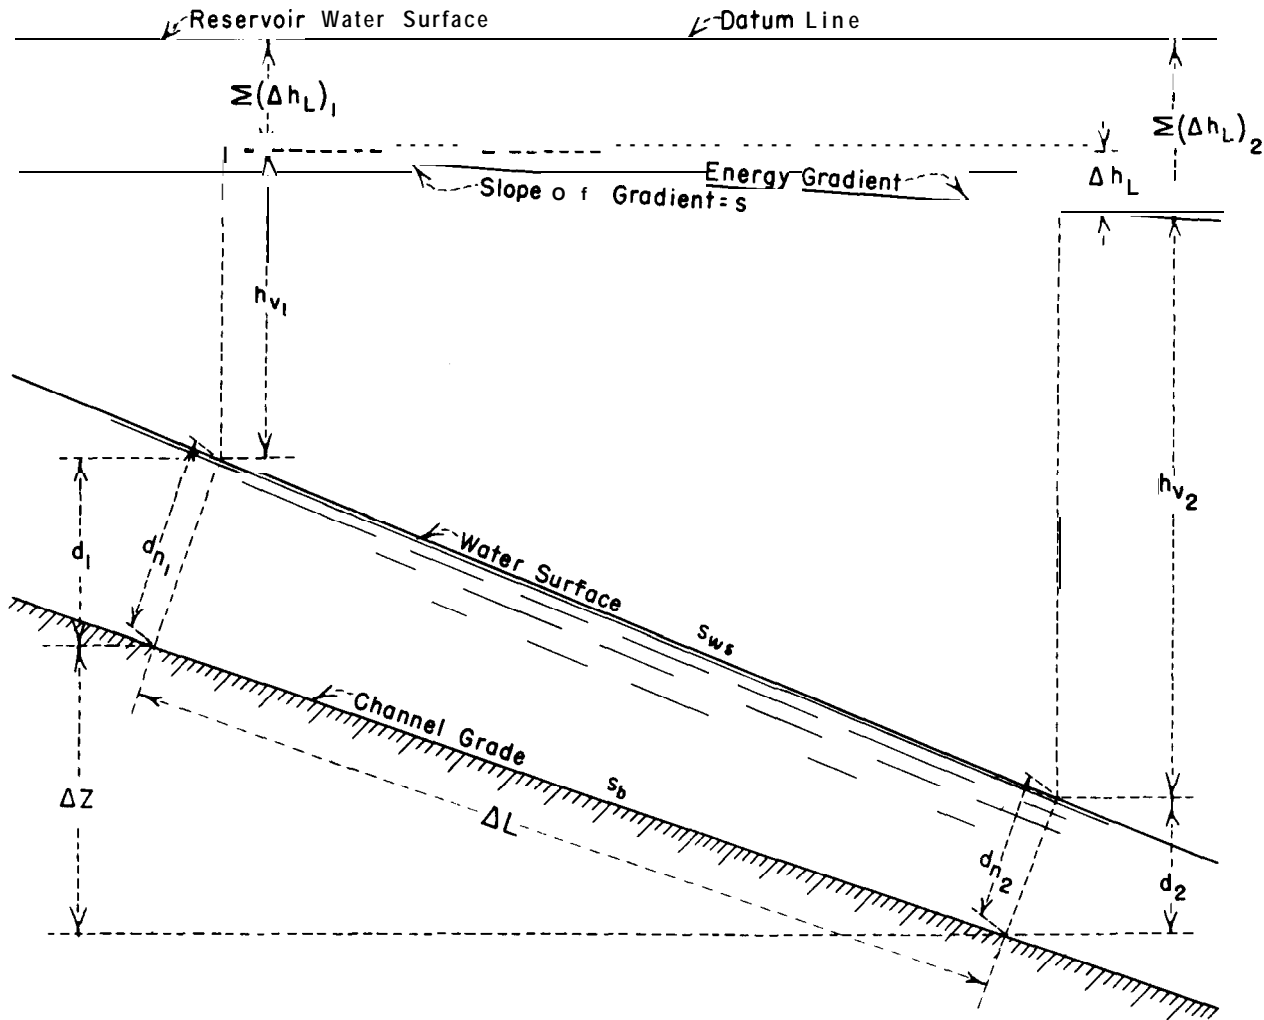 Reservoir Water Surface
Datum Line
Σ(Δh_L)_1
Σ(Δh_L)_2
Energy Gradient
Slope of Gradient = s
Δh_L
h_v1
h_v2
d_1
d_n1
Water Surface
s_ws
Channel Grade
s_b
ΔZ
ΔL
d_n2
d_2